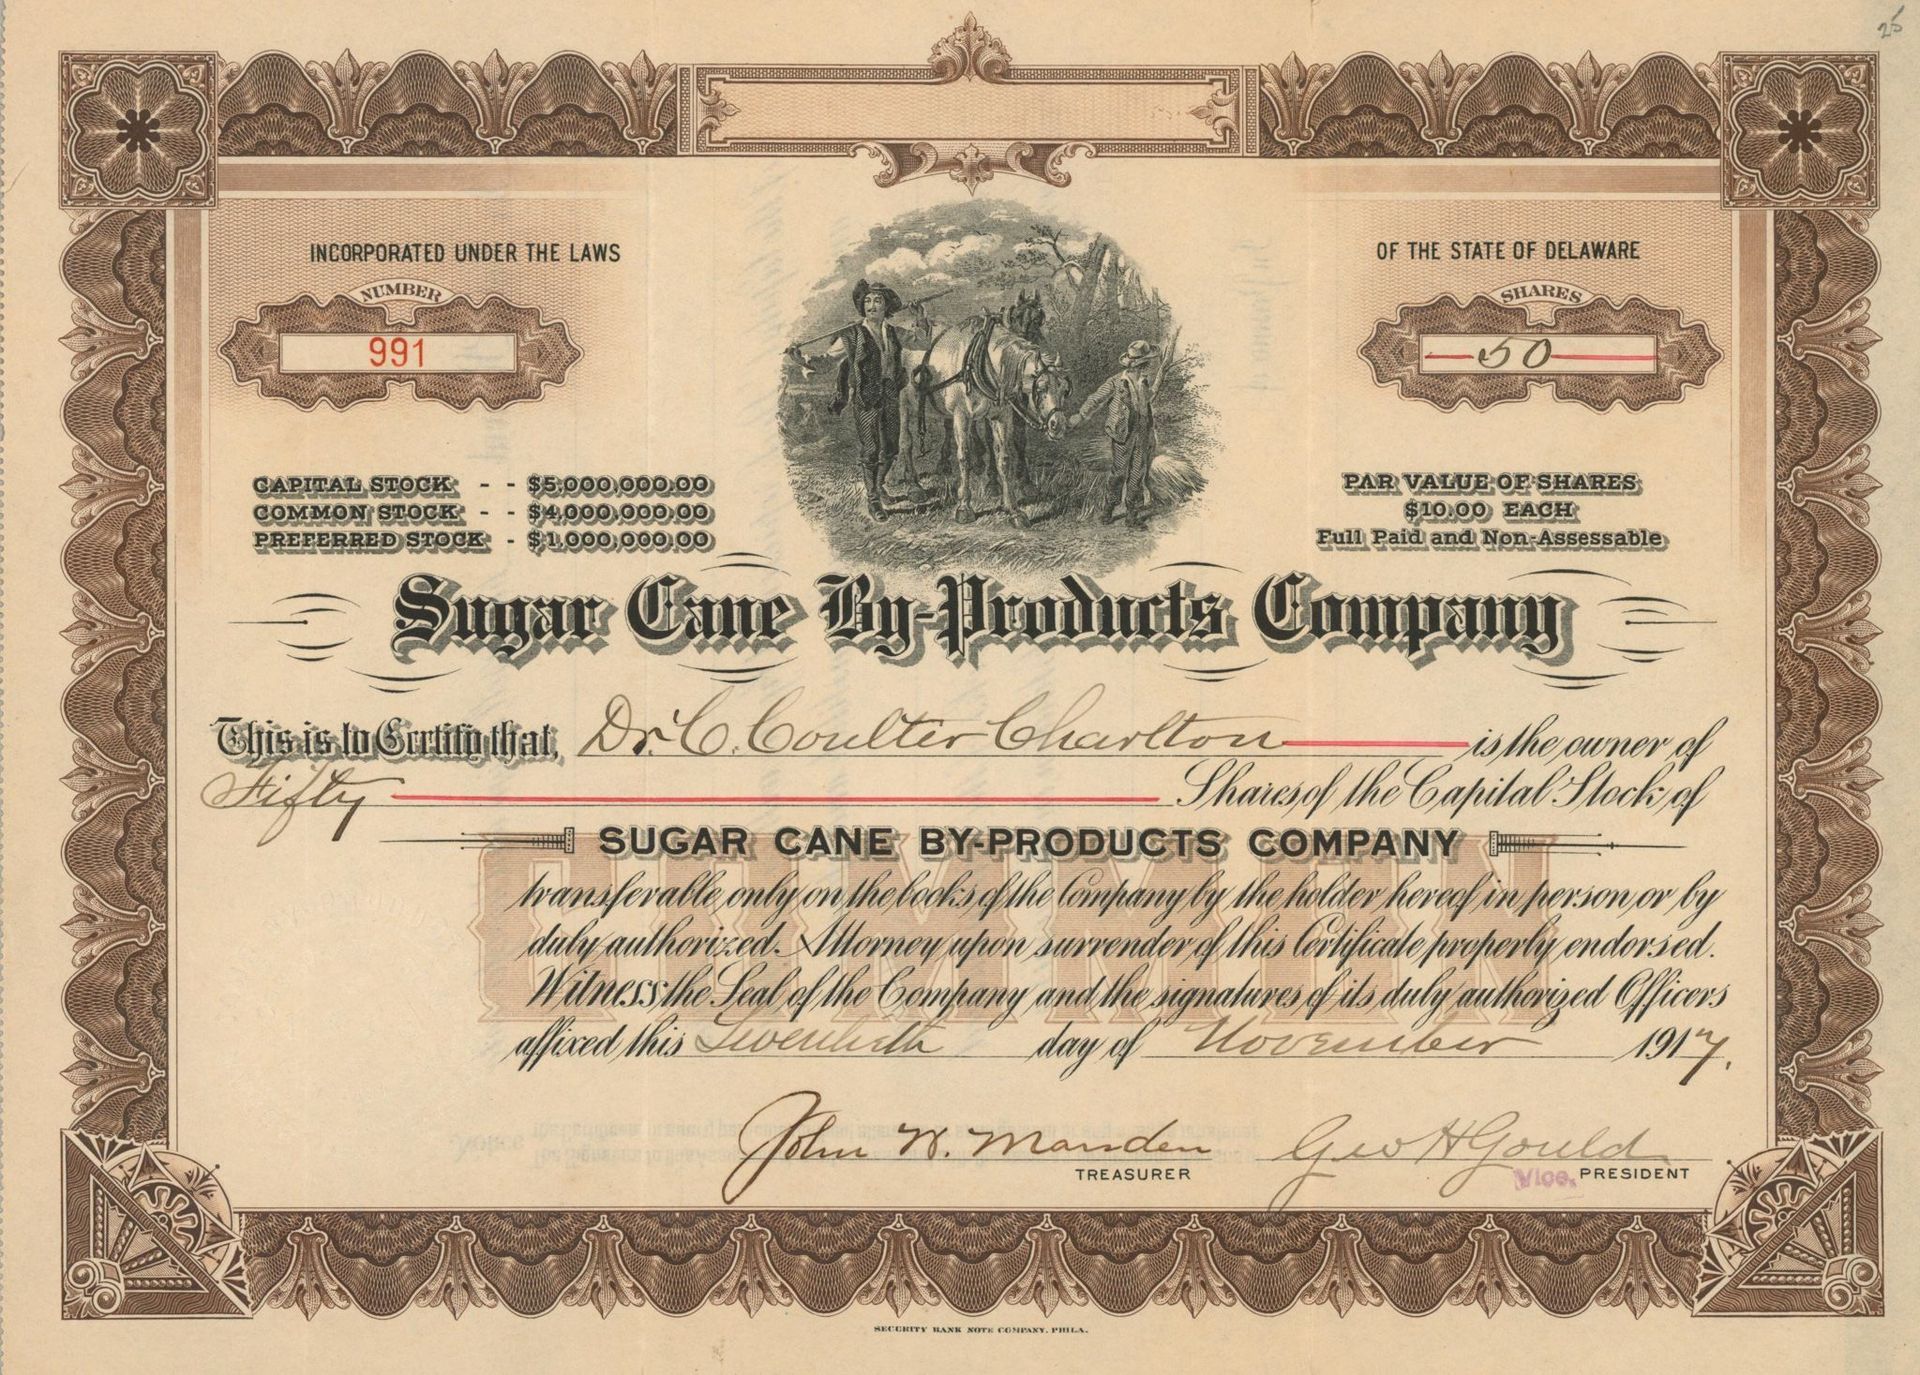 25
INCORPORATED UNDER THE LAWS
OF THE STATE OF DELAWARE
NUMBER
991
SHARES
50
CAPITAL STOCK - - $5,000,000.00
COMMON STOCK - - $4,000,000.00
PREFERRED STOCK - $1,000,000.00
PAR VALUE OF SHARES
$10.00 EACH
Full Paid and Non-Assessable
Sugar Cane By-Products Company
This is to Certify that, Dr. C. Coulter Charlton is the owner of
Fifty Shares of the Capital Stock of
SUGAR CANE BY-PRODUCTS COMPANY
COMMON
transferable only on the books of the Company by the holder hereof in person or by
duly authorized Attorney upon surrender of this Certificate properly endorsed.
Witness the Seal of the Company and the signatures of its duly authorized Officers
affixed this Twentieth day of November 1917.
John W. Marsden
TREASURER
Geo H Gould
Vice. PRESIDENT
SECURITY BANK NOTE COMPANY, PHILA.